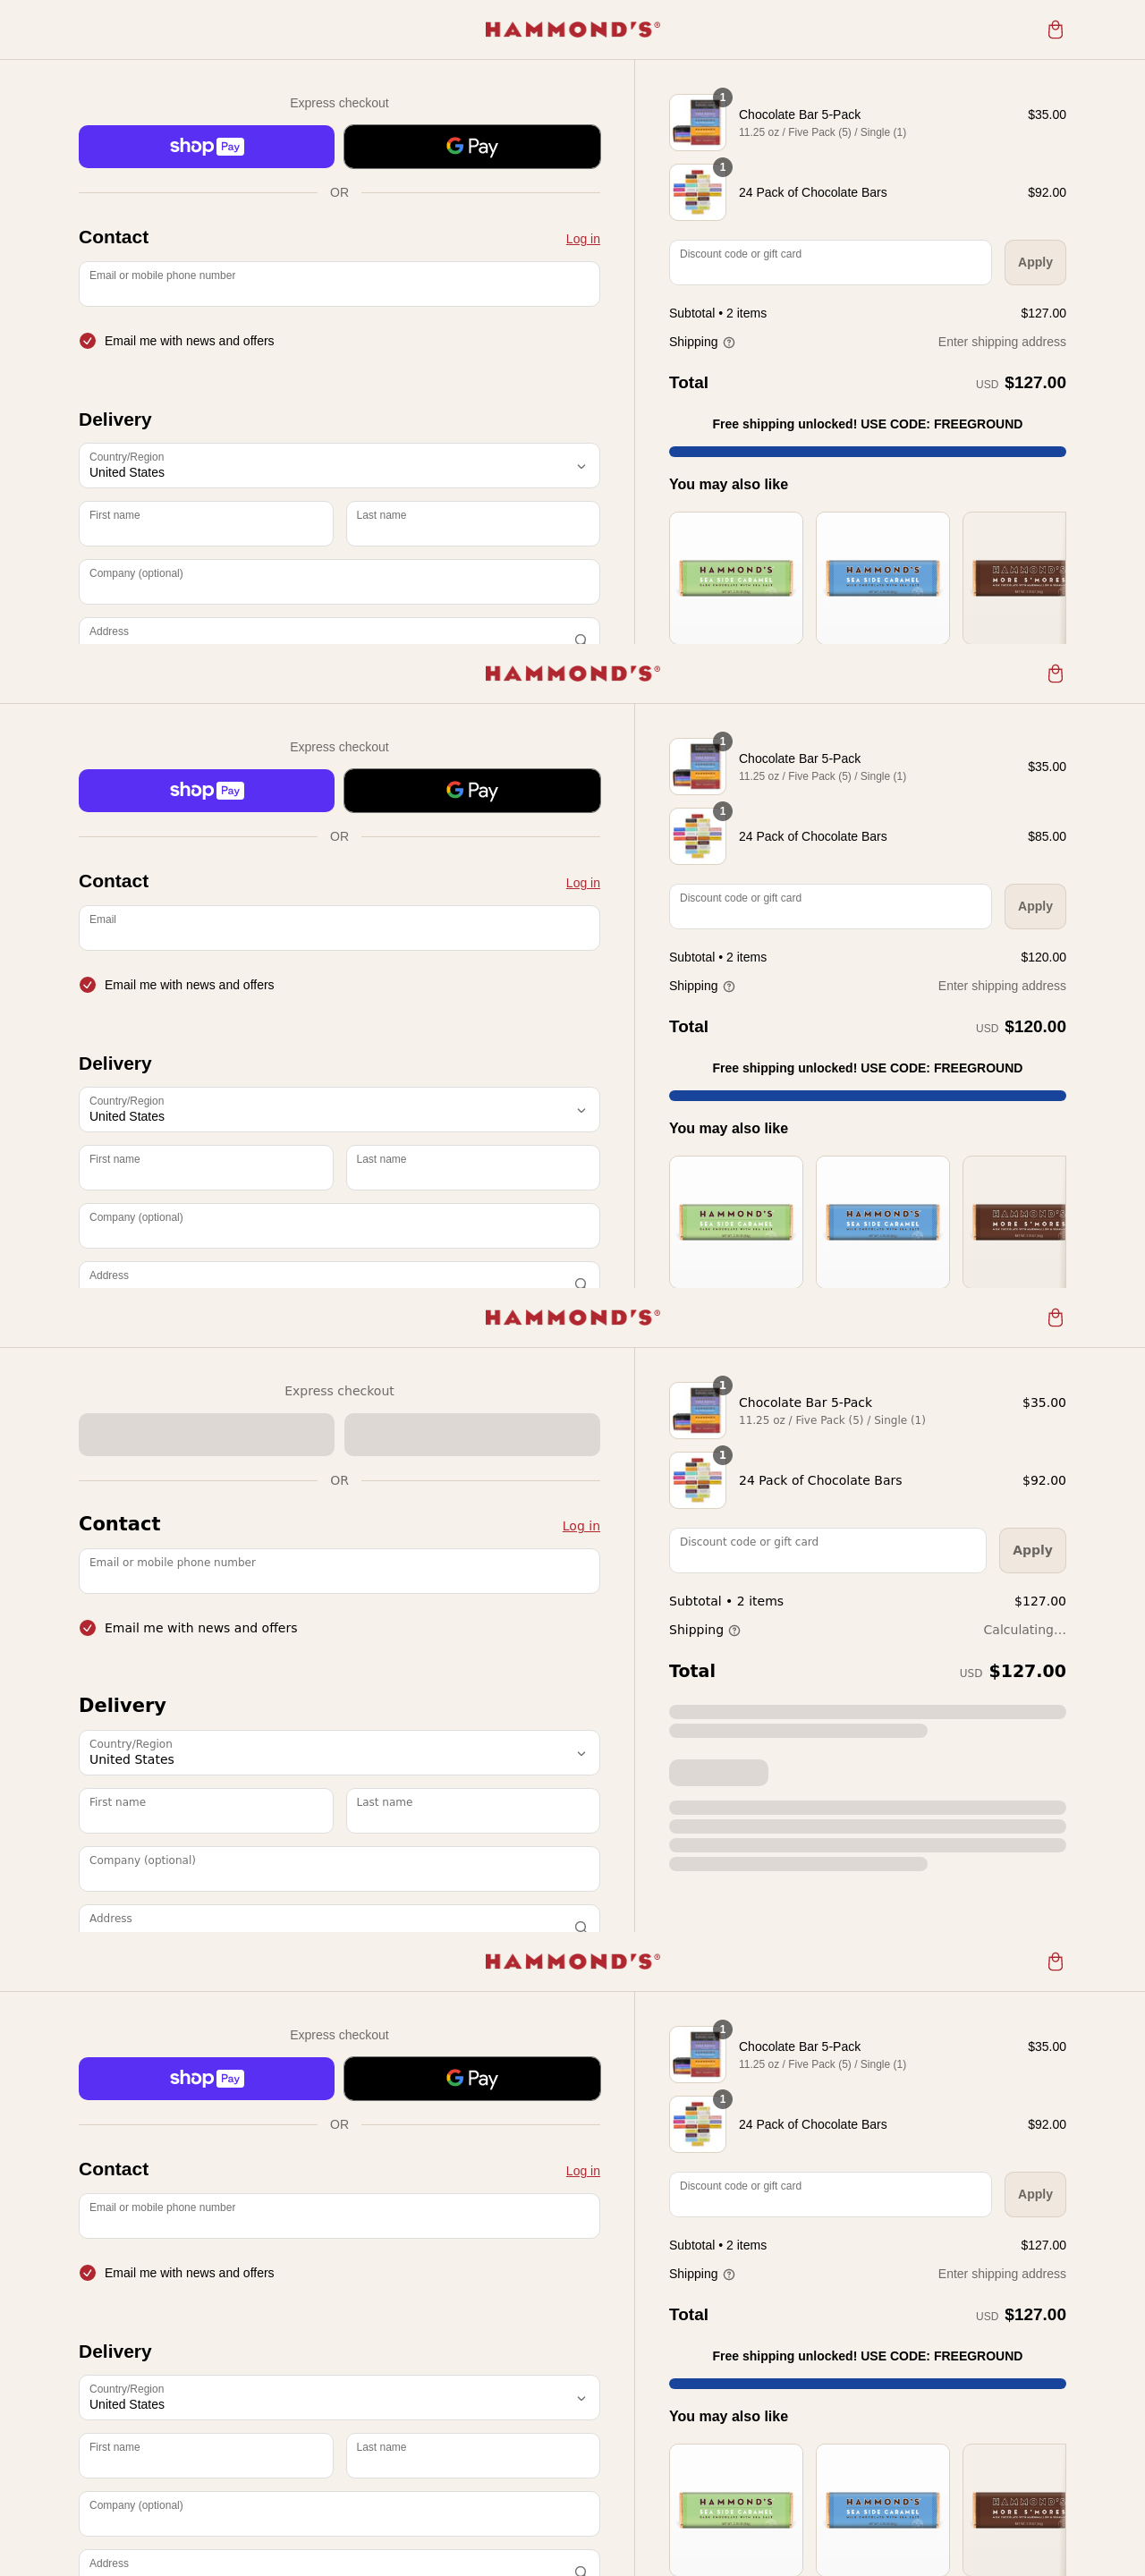 HAMMOND'S®
Express checkout
shop Pay
G Pay
OR
Contact
Log in
Email or mobile phone number
Email me with news and offers
Delivery
Country/Region
United States
First name
Last name
Company (optional)
Address
1
Chocolate Bar 5-Pack
$35.00
11.25 oz / Five Pack (5) / Single (1)
1
24 Pack of Chocolate Bars
$92.00
Discount code or gift card
Apply
Subtotal • 2 items
$127.00
Shipping
Enter shipping address
Total
USD $127.00
Free shipping unlocked! USE CODE: FREEGROUND
You may also like
HAMMOND'S
SEA SIDE CARAMEL
HAMMOND'S
SEA SIDE CARAMEL
HAMMOND'S
MORE S'MORES
HAMMOND'S®
Express checkout
shop Pay
G Pay
OR
Contact
Log in
Email
Email me with news and offers
Delivery
Country/Region
United States
First name
Last name
Company (optional)
Address
1
Chocolate Bar 5-Pack
$35.00
11.25 oz / Five Pack (5) / Single (1)
1
24 Pack of Chocolate Bars
$85.00
Discount code or gift card
Apply
Subtotal • 2 items
$120.00
Shipping
Enter shipping address
Total
USD $120.00
Free shipping unlocked! USE CODE: FREEGROUND
You may also like
HAMMOND'S
SEA SIDE CARAMEL
HAMMOND'S
SEA SIDE CARAMEL
HAMMOND'S
MORE S'MORES
HAMMOND'S®
Express checkout
OR
Contact
Log in
Email or mobile phone number
Email me with news and offers
Delivery
Country/Region
United States
First name
Last name
Company (optional)
Address
1
Chocolate Bar 5-Pack
$35.00
11.25 oz / Five Pack (5) / Single (1)
1
24 Pack of Chocolate Bars
$92.00
Discount code or gift card
Apply
Subtotal • 2 items
$127.00
Shipping
Calculating...
Total
USD $127.00
HAMMOND'S®
Express checkout
shop Pay
G Pay
OR
Contact
Log in
Email or mobile phone number
Email me with news and offers
Delivery
Country/Region
United States
First name
Last name
Company (optional)
Address
1
Chocolate Bar 5-Pack
$35.00
11.25 oz / Five Pack (5) / Single (1)
1
24 Pack of Chocolate Bars
$92.00
Discount code or gift card
Apply
Subtotal • 2 items
$127.00
Shipping
Enter shipping address
Total
USD $127.00
Free shipping unlocked! USE CODE: FREEGROUND
You may also like
HAMMOND'S
SEA SIDE CARAMEL
HAMMOND'S
SEA SIDE CARAMEL
HAMMOND'S
MORE S'MORES